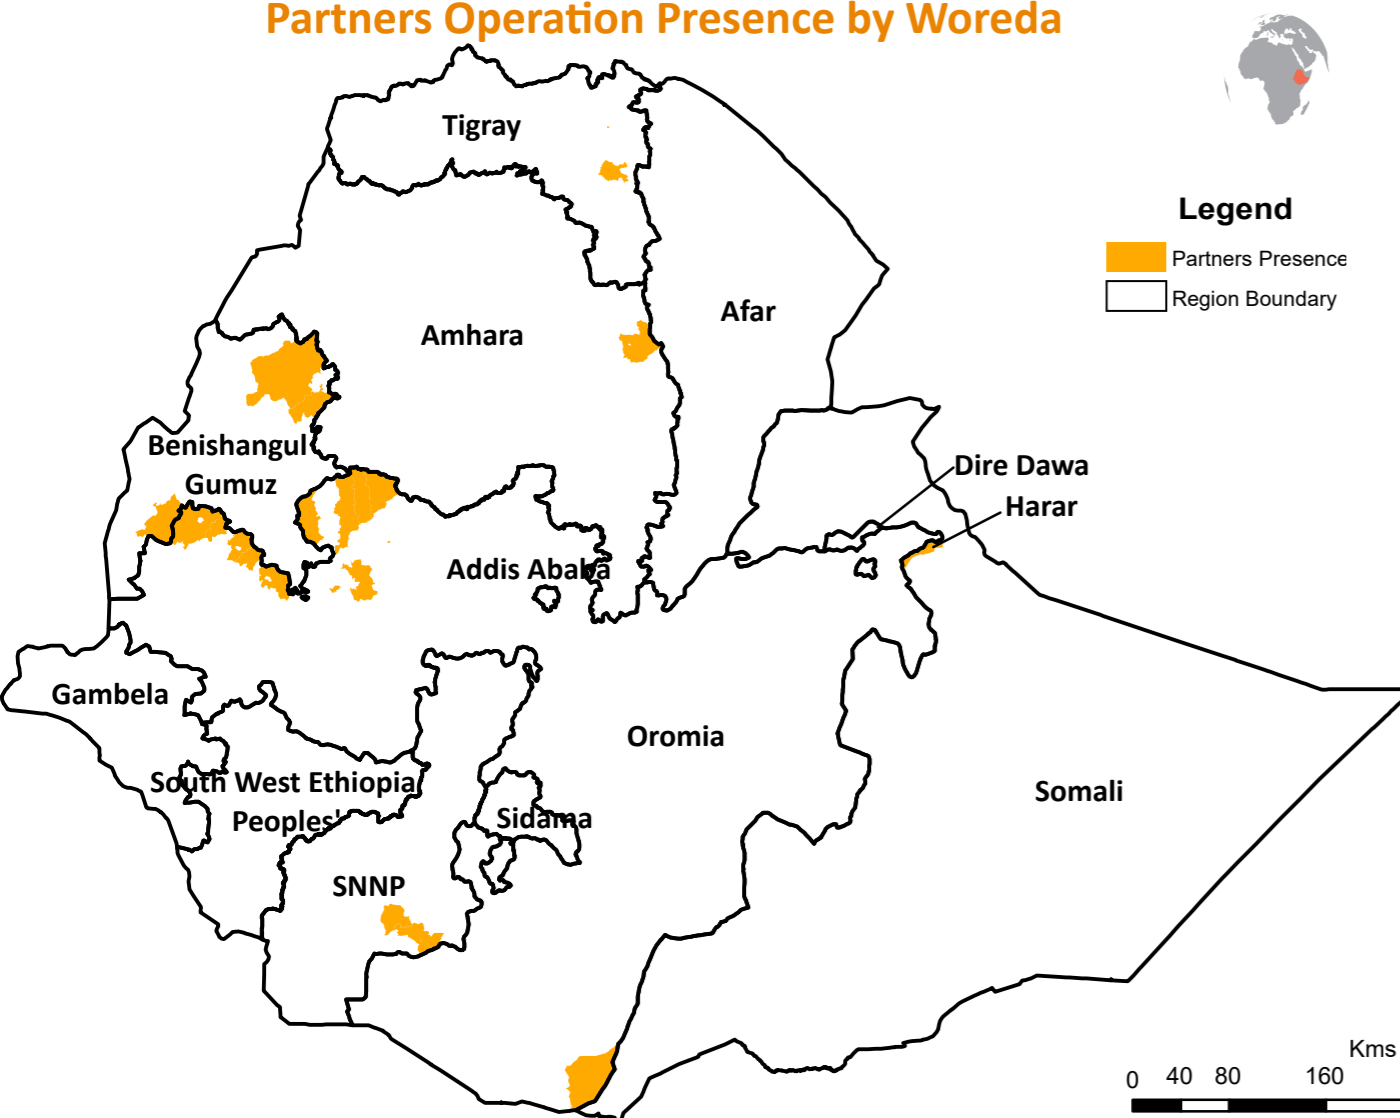 Partners Operation Presence by Woreda
Legend
Partners Presence
Region Boundary
Tigray
Afar
Amhara
Benishangul
Gumuz
Dire Dawa
Harar
Addis Ababa
Gambela
Oromia
South West Ethiopia
Peoples'
Sidama
Somali
SNNP
Kms
0 40 80 160